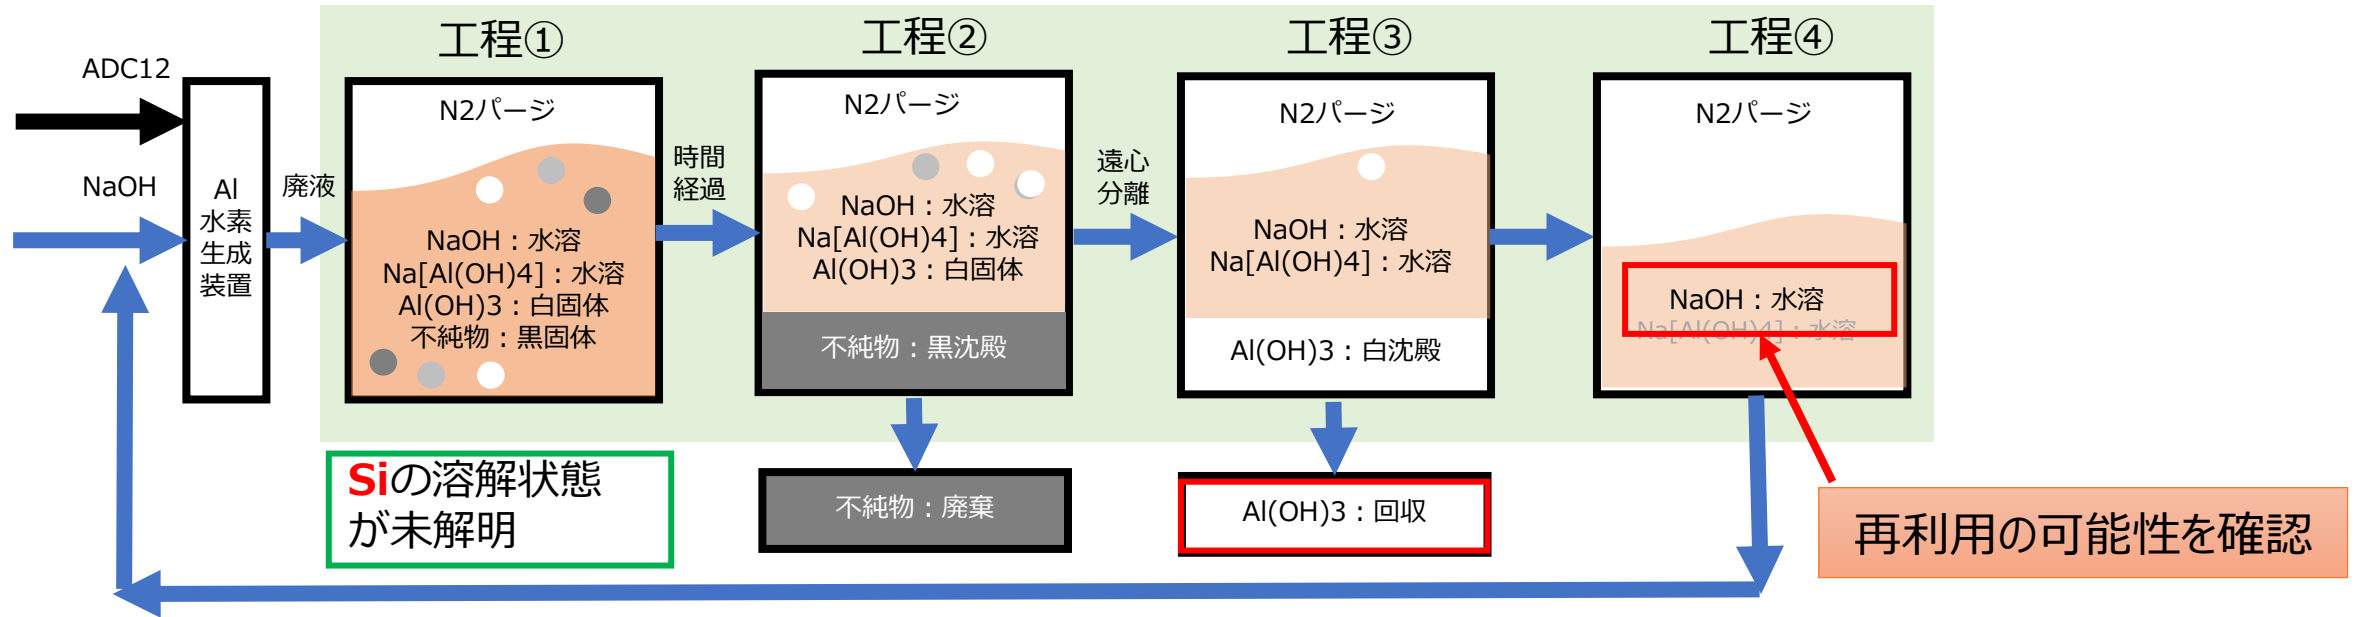 工程①
工程②
工程③
工程④
ADC12
NaOH
Al
水素
生成
装置
廃液
N2パージ
NaOH：水溶
Na[Al(OH)4]：水溶
Al(OH)3：白固体
不純物：黒固体
時間
経過
N2パージ
NaOH：水溶
Na[Al(OH)4]：水溶
Al(OH)3：白固体
不純物：黒沈殿
遠心
分離
N2パージ
NaOH：水溶
Na[Al(OH)4]：水溶
Al(OH)3：白沈殿
N2パージ
NaOH：水溶
Na[Al(OH)4]：水溶
Siの溶解状態
が未解明
不純物：廃棄
Al(OH)3：回収
再利用の可能性を確認